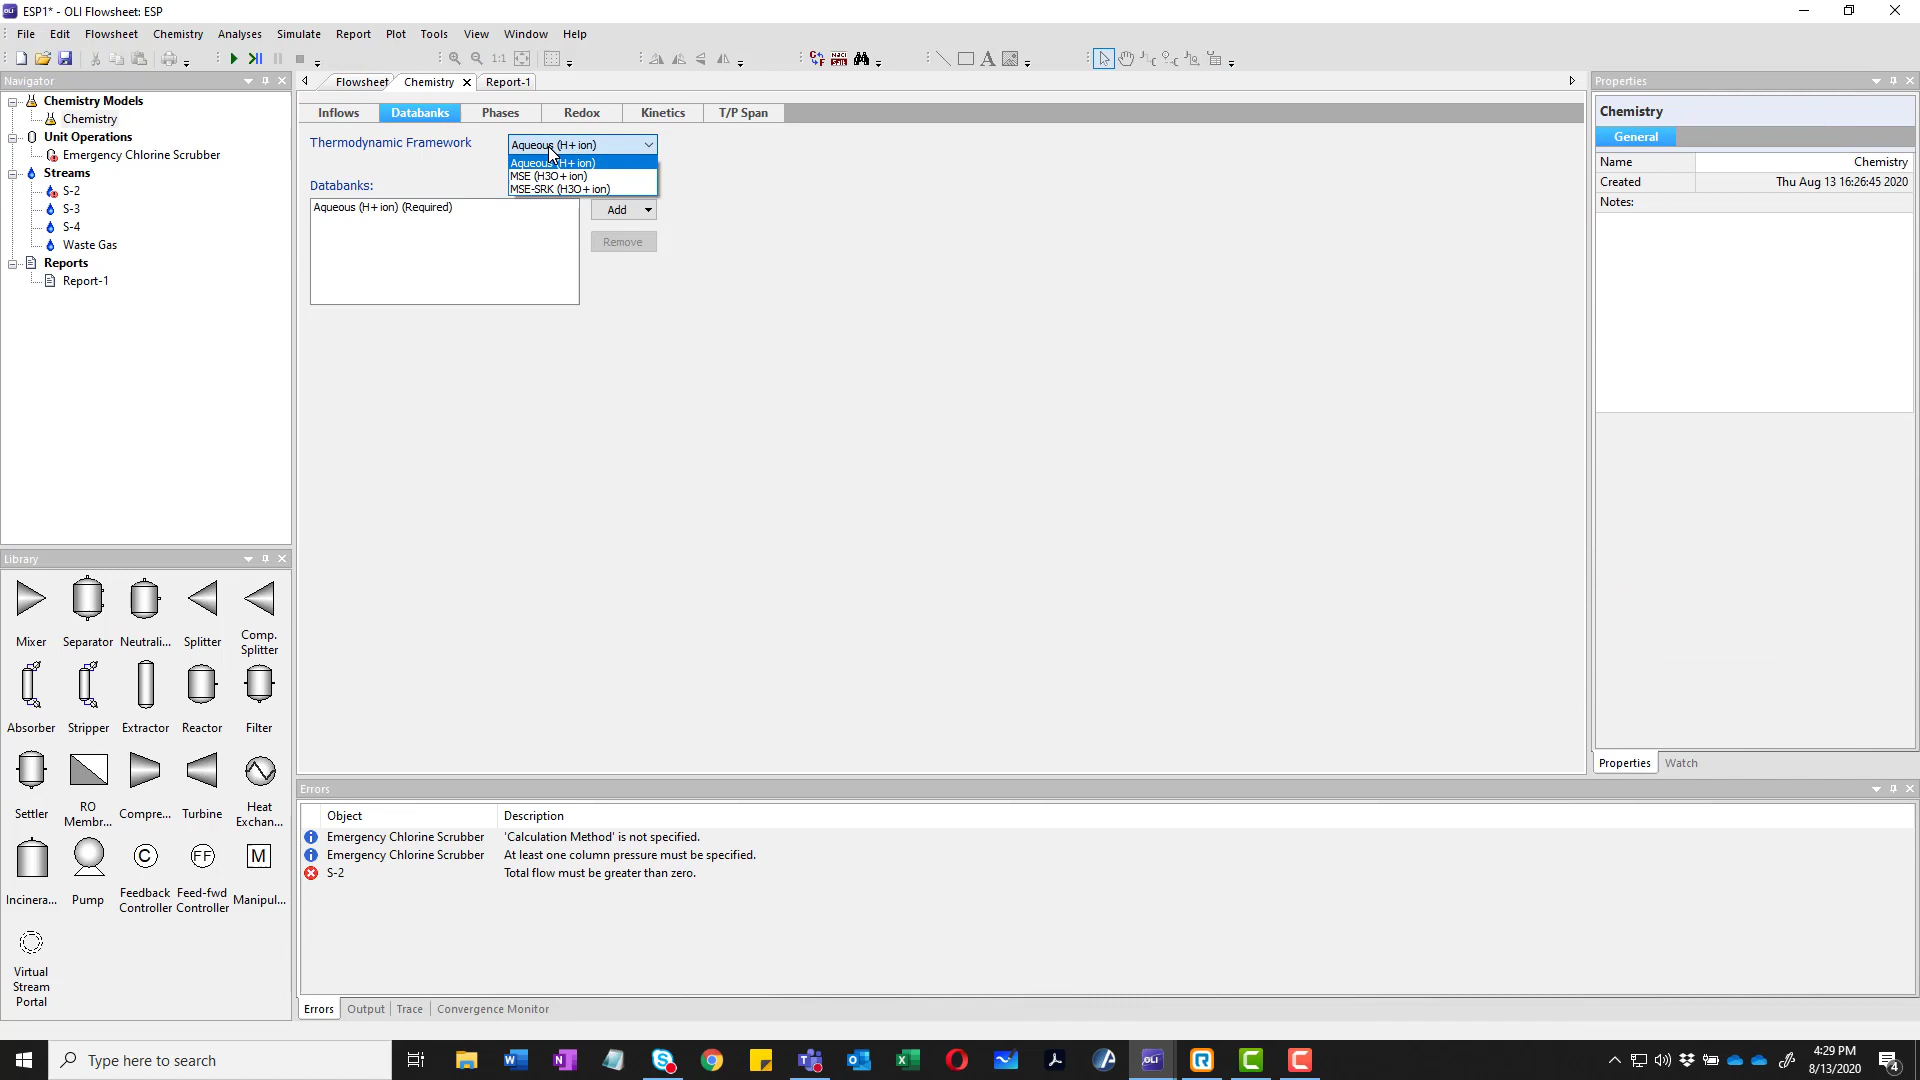 ESP1* - OLI Flowsheet: ESP
File Edit Flowsheet Chemistry Analyses Simulate Report Plot Tools View Window Help
1:1
Navigator
Chemistry Models
Chemistry
Unit Operations
Emergency Chlorine Scrubber
Streams
S-2
S-3
S-4
Waste Gas
Reports
Report-1
Library
Mixer Separator Neutrali... Splitter Comp. Splitter
Absorber Stripper Extractor Reactor Filter
Settler RO Membr... Compre... Turbine Heat Exchan...
C FF M
Incinera... Pump Feedback Controller Feed-fwd Controller Manipul...
Virtual Stream Portal
Flowsheet Chemistry Report-1
Inflows Databanks Phases Redox Kinetics T/P Span
Thermodynamic Framework Aqueous (H+ ion)
Aqueous (H+ ion)
MSE (H3O+ ion)
MSE-SRK (H3O+ ion)
Databanks:
Aqueous (H+ ion) (Required)
Add
Remove
Properties
Chemistry
General
Name Chemistry
Created Thu Aug 13 16:26:45 2020
Notes:
Properties Watch
Errors
Object Description
Emergency Chlorine Scrubber 'Calculation Method' is not specified.
Emergency Chlorine Scrubber At least one column pressure must be specified.
S-2 Total flow must be greater than zero.
Errors Output Trace Convergence Monitor
Type here to search
4:29 PM
8/13/2020
4